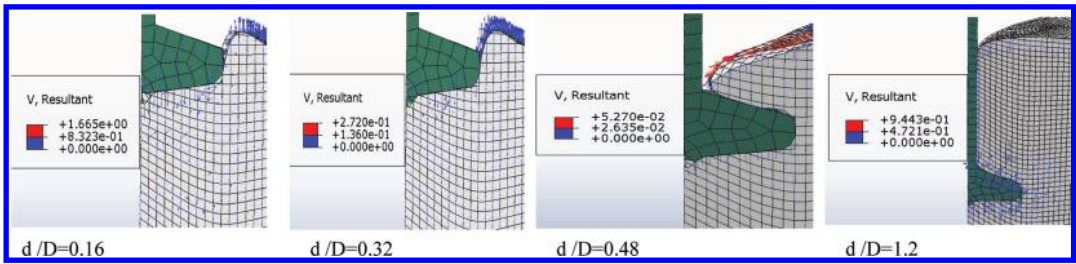 V, Resultant
+1.665e+00
+8.323e-01
+0.000e+00
d /D=0.16
V, Resultant
+2.720e-01
+1.360e-01
+0.000e+00
d /D=0.32
V, Resultant
+5.270e-02
+2.635e-02
+0.000e+00
d /D=0.48
V, Resultant
+9.443e-01
+4.721e-01
+0.000e+00
d /D=1.2